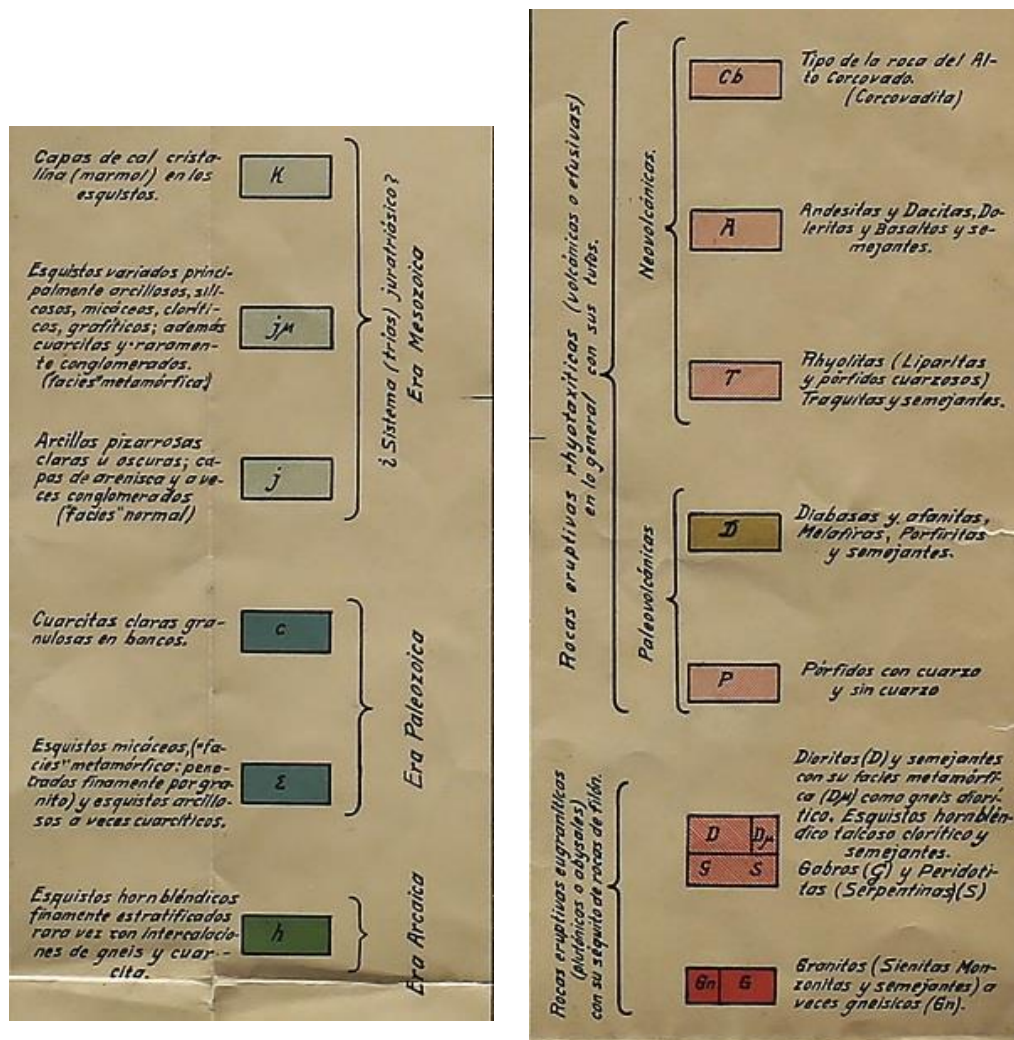 Capas de cal crista-
lina (marmol) en los
esquistos.
K
Esquistos variados princi-
palmente arcillosos, sili-
cosos, micáceos, cloríti-
cos, grafíticos; además
cuarcitas y raramen-
te conglomerados.
("facies" metamórfica)
jμ
Arcillas pizarrosas
claras u oscuras; ca-
pas de arenisca y a ve-
ces conglomerados
("facies" normal)
j
¿Sistema (trías) juratriásico?
Era Mesozoica
Cuarcitas claras gra-
nulosas en bancos.
c
Esquistos micáceos, ("fa-
cies" metamórfica: pene-
trados finamente por gra-
nito) y esquistos arcillo-
sos a veces cuarcíticos.
Σ
Era Paleozoica
Esquistos hornbléndicos
finamente estratificados
rara vez con intercalacio-
nes de gneis y cuar-
cita.
h
Era Arcaica
Rocas eruptivas rhyotaxiticas (volcánicas o efusivas)
en lo general con sus tufos.
Neovolcánicas.
Cb
Tipo de la roca del Al-
to Corcovado.
(Corcovadita)
A
Andesitas y Dacitas, Do-
leritas y Basaltos y se-
mejantes.
T
Rhyolitas (Liparitas
y pórfidos cuarzosos)
Traquitas y semejantes.
Paleovolcánicas
D
Diabasas y afanitas,
Melafiras, Porfiritas
y semejantes.
P
Pórfidos con cuarzo
y sin cuarzo
Rocas eruptivas eugraníticas
(plutónicas o abysales)
con su séquito de rocas de filón.
D Dμ
G S
Dioritas (D) y semejantes
con su facies metamórfi-
ca (Dμ) como gneis diorí-
tico. Esquistos hornblén-
dico talcoso clorítico y
semejantes.
Gabros (G) y Peridoti-
tas (Serpentinas) (S)
Gn G
Granitos (Sienitas Mon-
zonitas y semejantes) a
veces gneisicos (Gn).